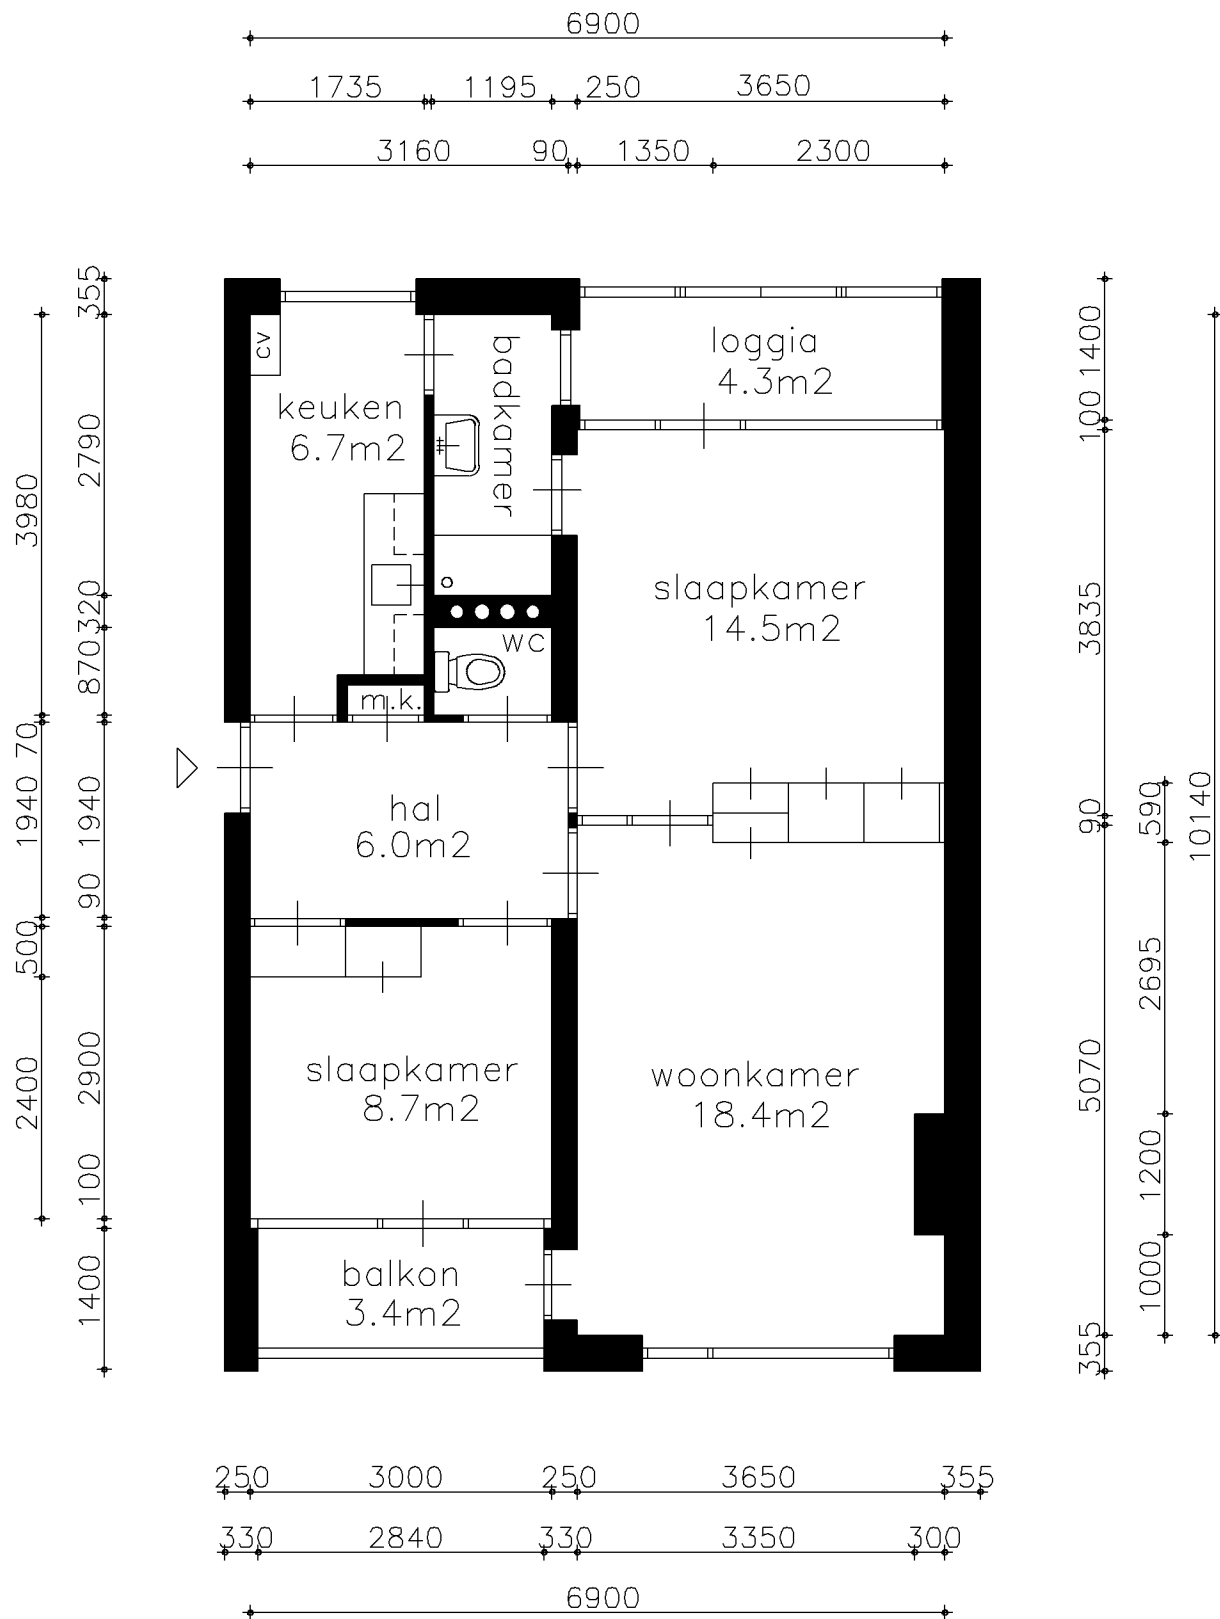 6900
1735 1195 250 3650
3160 90 1350 2300
355
2790
320
870
1940
90
2900
100
1400
3980
70
1940
500
2400
cv
keuken
6.7m2
badkamer
loggia
4.3m2
slaapkamer
14.5m2
wc
m.k.
hal
6.0m2
slaapkamer
8.7m2
woonkamer
18.4m2
balkon
3.4m2
1400
100
3835
90
5070
355
590
2695
1200
1000
10140
250 3000 250 3650 355
330 2840 330 3350 300
6900